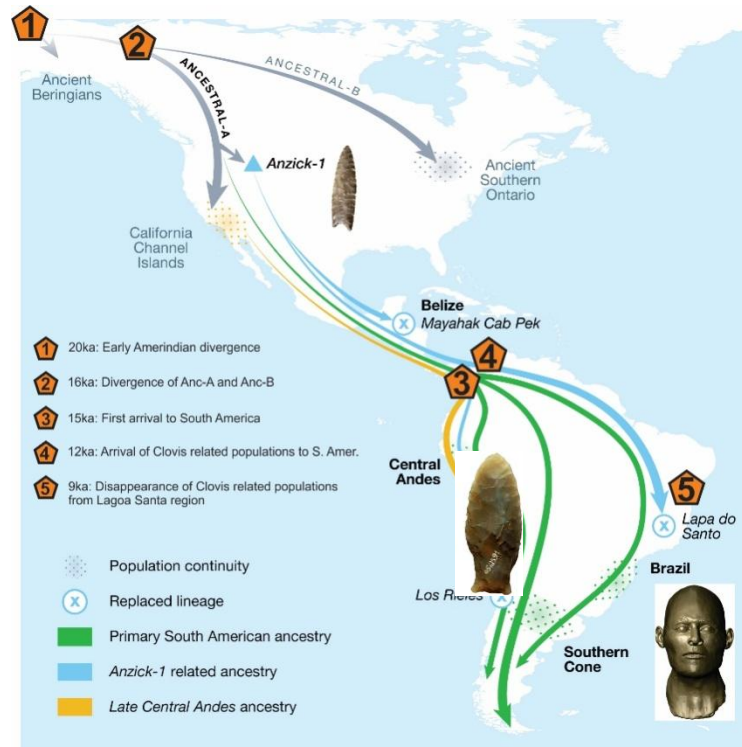 1
2
Ancient
Beringians
ANCESTRAL-A
ANCESTRAL-B
Anzick-1
Ancient
Southern
Ontario
California
Channel
Islands
Belize
X Mayahak Cab Pek
1 20ka: Early Amerindian divergence
2 16ka: Divergence of Anc-A and Anc-B
3 15ka: First arrival to South America
4 12ka: Arrival of Clovis related populations to S. Amer.
5 9ka: Disappearance of Clovis related populations
from Lagoa Santa region
4
3
Central
Andes
5
X Lapa do
Santo
Brazil
Los Rieles X
Southern
Cone
Population continuity
X Replaced lineage
Primary South American ancestry
Anzick-1 related ancestry
Late Central Andes ancestry